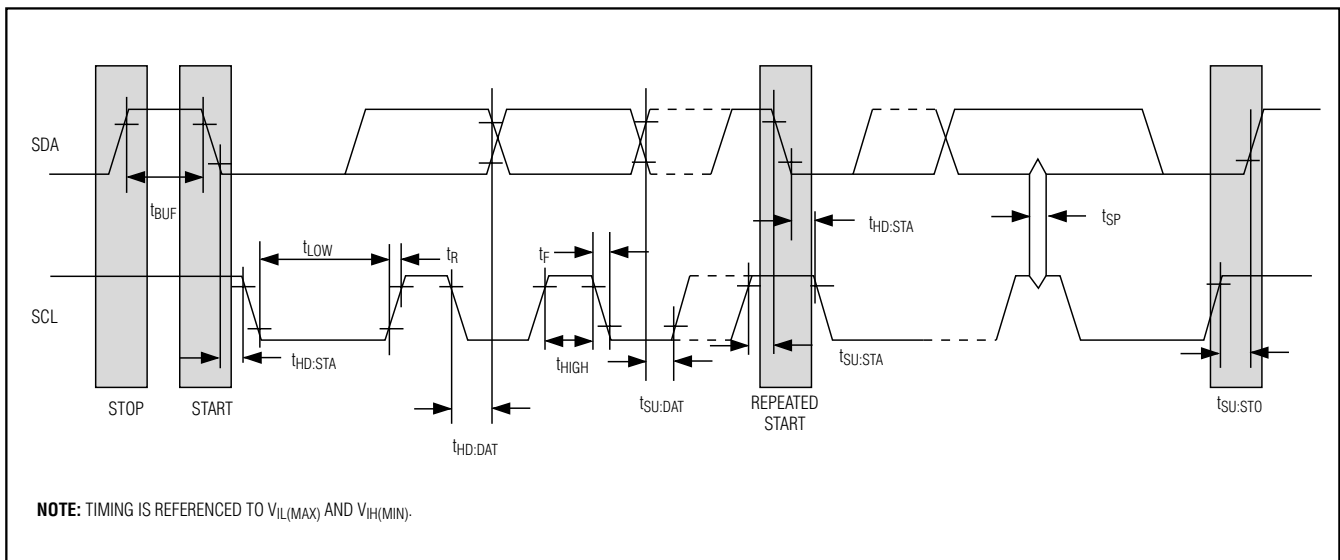 SDA
tBUF
tLOW
tR
tF
tHD:STA
tSP
SCL
tHD:STA
tHIGH
tSU:STA
tSU:DAT
tSU:STO
STOP
START
REPEATED
START
tHD:DAT
NOTE: TIMING IS REFERENCED TO VIL(MAX) AND VIH(MIN).